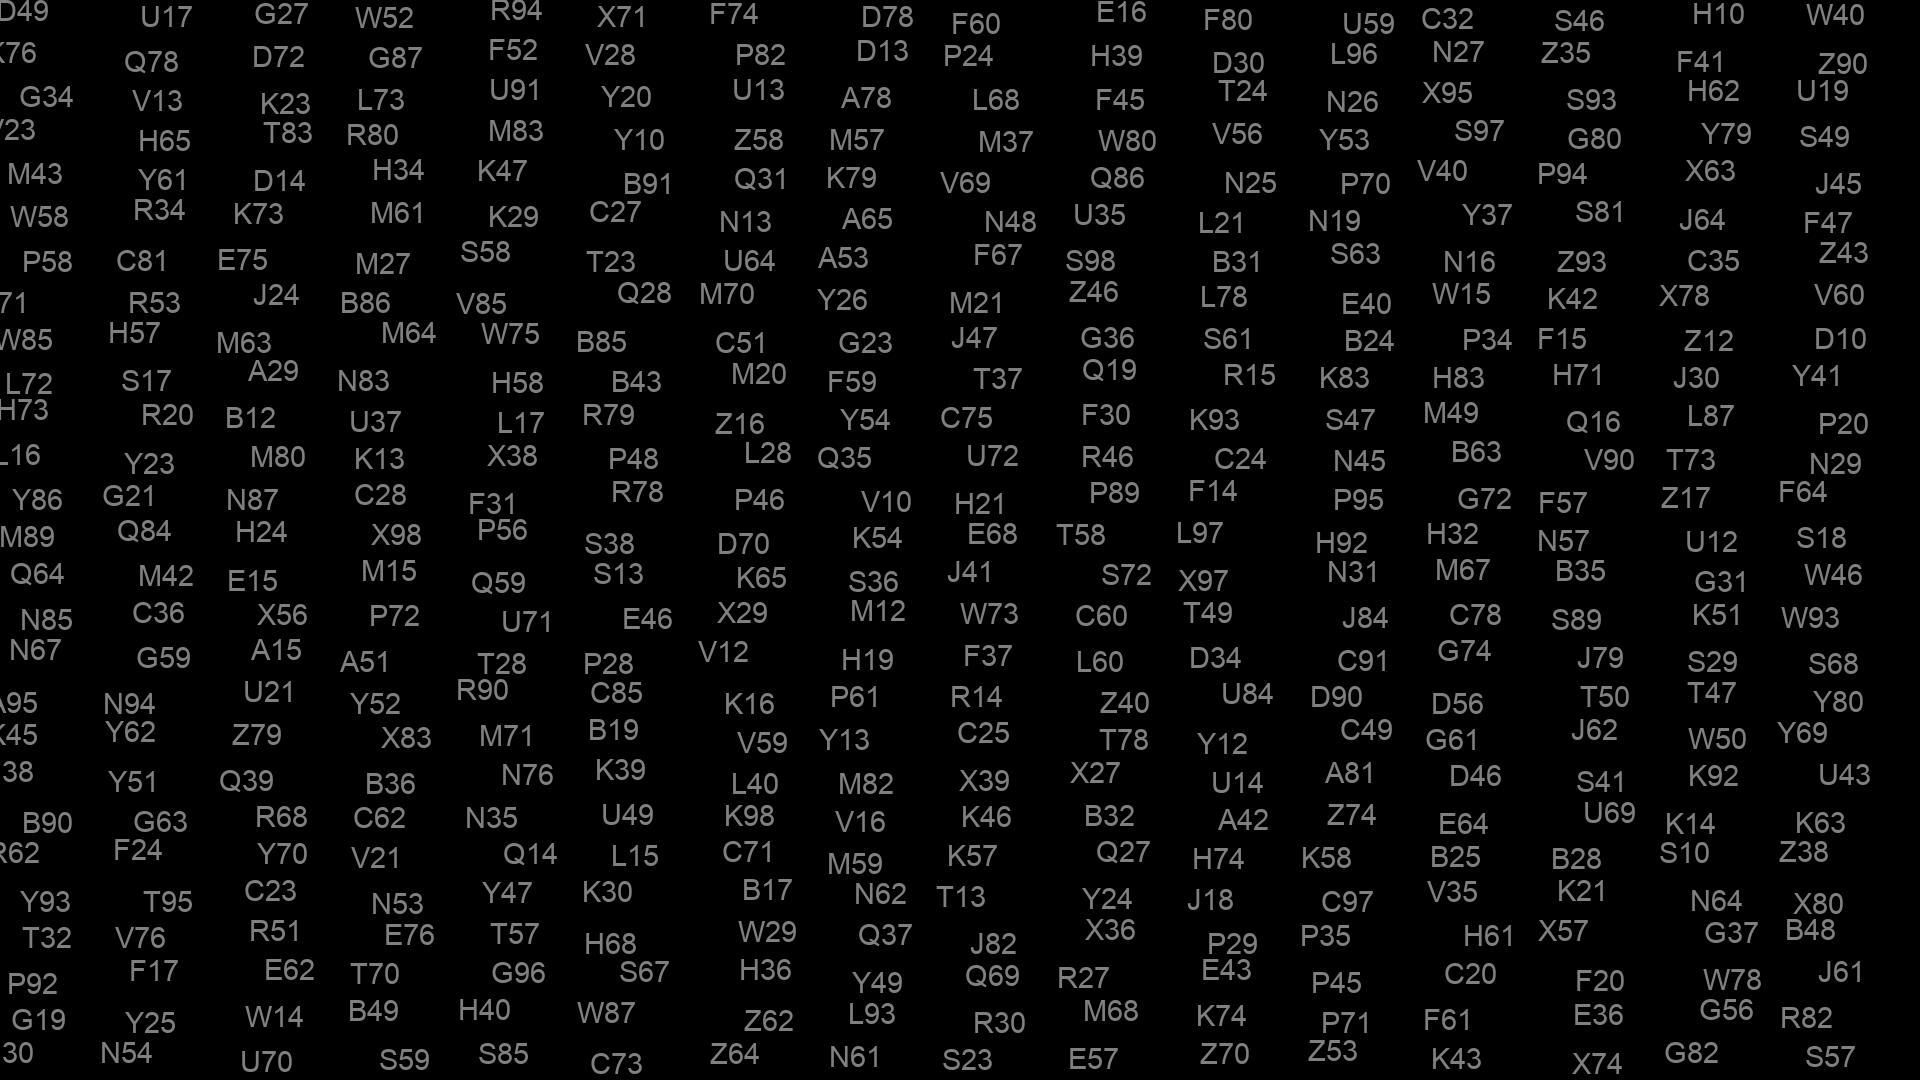 D49 U17 G27 W52 R94 X71 F74 D78 F60 E16 F80 U59 C32 S46 H10 W40
K76 Q78 D72 G87 F52 V28 P82 D13 P24 H39 D30 L96 N27 Z35 F41 Z90
G34 V13 K23 L73 U91 Y20 U13 A78 L68 F45 T24 N26 X95 S93 H62 U19
V23 H65 T83 R80 M83 Y10 Z58 M57 M37 W80 V56 Y53 S97 G80 Y79 S49
M43 Y61 D14 H34 K47 B91 Q31 K79 V69 Q86 N25 P70 V40 P94 X63 J45
W58 R34 K73 M61 K29 C27 N13 A65 N48 U35 L21 N19 Y37 S81 J64 F47
P58 C81 E75 M27 S58 T23 U64 A53 F67 S98 B31 S63 N16 Z93 C35 Z43
71 R53 J24 B86 V85 Q28 M70 Y26 M21 Z46 L78 E40 W15 K42 X78 V60
W85 H57 M63 M64 W75 B85 C51 G23 J47 G36 S61 B24 P34 F15 Z12 D10
L72 S17 A29 N83 H58 B43 M20 F59 T37 Q19 R15 K83 H83 H71 J30 Y41
H73 R20 B12 U37 L17 R79 Z16 Y54 C75 F30 K93 S47 M49 Q16 L87 P20
L16 Y23 M80 K13 X38 P48 L28 Q35 U72 R46 C24 N45 B63 V90 T73 N29
Y86 G21 N87 C28 F31 R78 P46 V10 H21 P89 F14 P95 G72 F57 Z17 F64
M89 Q84 H24 X98 P56 S38 D70 K54 E68 T58 L97 H92 H32 N57 U12 S18
Q64 M42 E15 M15 Q59 S13 K65 S36 J41 S72 X97 N31 M67 B35 G31 W46
N85 C36 X56 P72 U71 E46 X29 M12 W73 C60 T49 J84 C78 S89 K51 W93
N67 G59 A15 A51 T28 P28 V12 H19 F37 L60 D34 C91 G74 J79 S29 S68
A95 N94 U21 Y52 R90 C85 K16 P61 R14 Z40 U84 D90 D56 T50 T47 Y80
K45 Y62 Z79 X83 M71 B19 V59 Y13 C25 T78 Y12 C49 G61 J62 W50 Y69
38 Y51 Q39 B36 N76 K39 L40 M82 X39 X27 U14 A81 D46 S41 K92 U43
B90 G63 R68 C62 N35 U49 K98 V16 K46 B32 A42 Z74 E64 U69 K14 K63
R62 F24 Y70 V21 Q14 L15 C71 M59 K57 Q27 H74 K58 B25 B28 S10 Z38
Y93 T95 C23 N53 Y47 K30 B17 N62 T13 Y24 J18 C97 V35 K21 N64 X80
T32 V76 R51 E76 T57 H68 W29 Q37 J82 X36 P29 P35 H61 X57 G37 B48
P92 F17 E62 T70 G96 S67 H36 Y49 Q69 R27 E43 P45 C20 F20 W78 J61
G19 Y25 W14 B49 H40 W87 Z62 L93 R30 M68 K74 P71 F61 E36 G56 R82
30 N54 U70 S59 S85 C73 Z64 N61 S23 E57 Z70 Z53 K43 X74 G82 S57